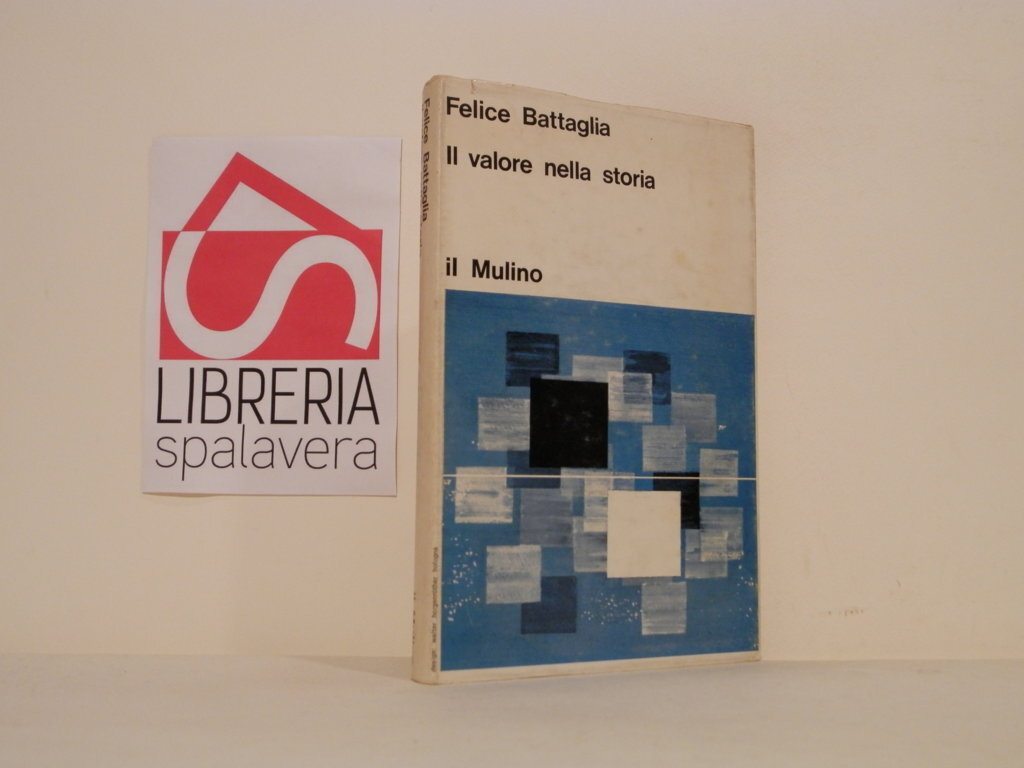 LIBRERIA
spalavera
Felice Battaglia
Felice Battaglia
Il valore nella storia
il Mulino